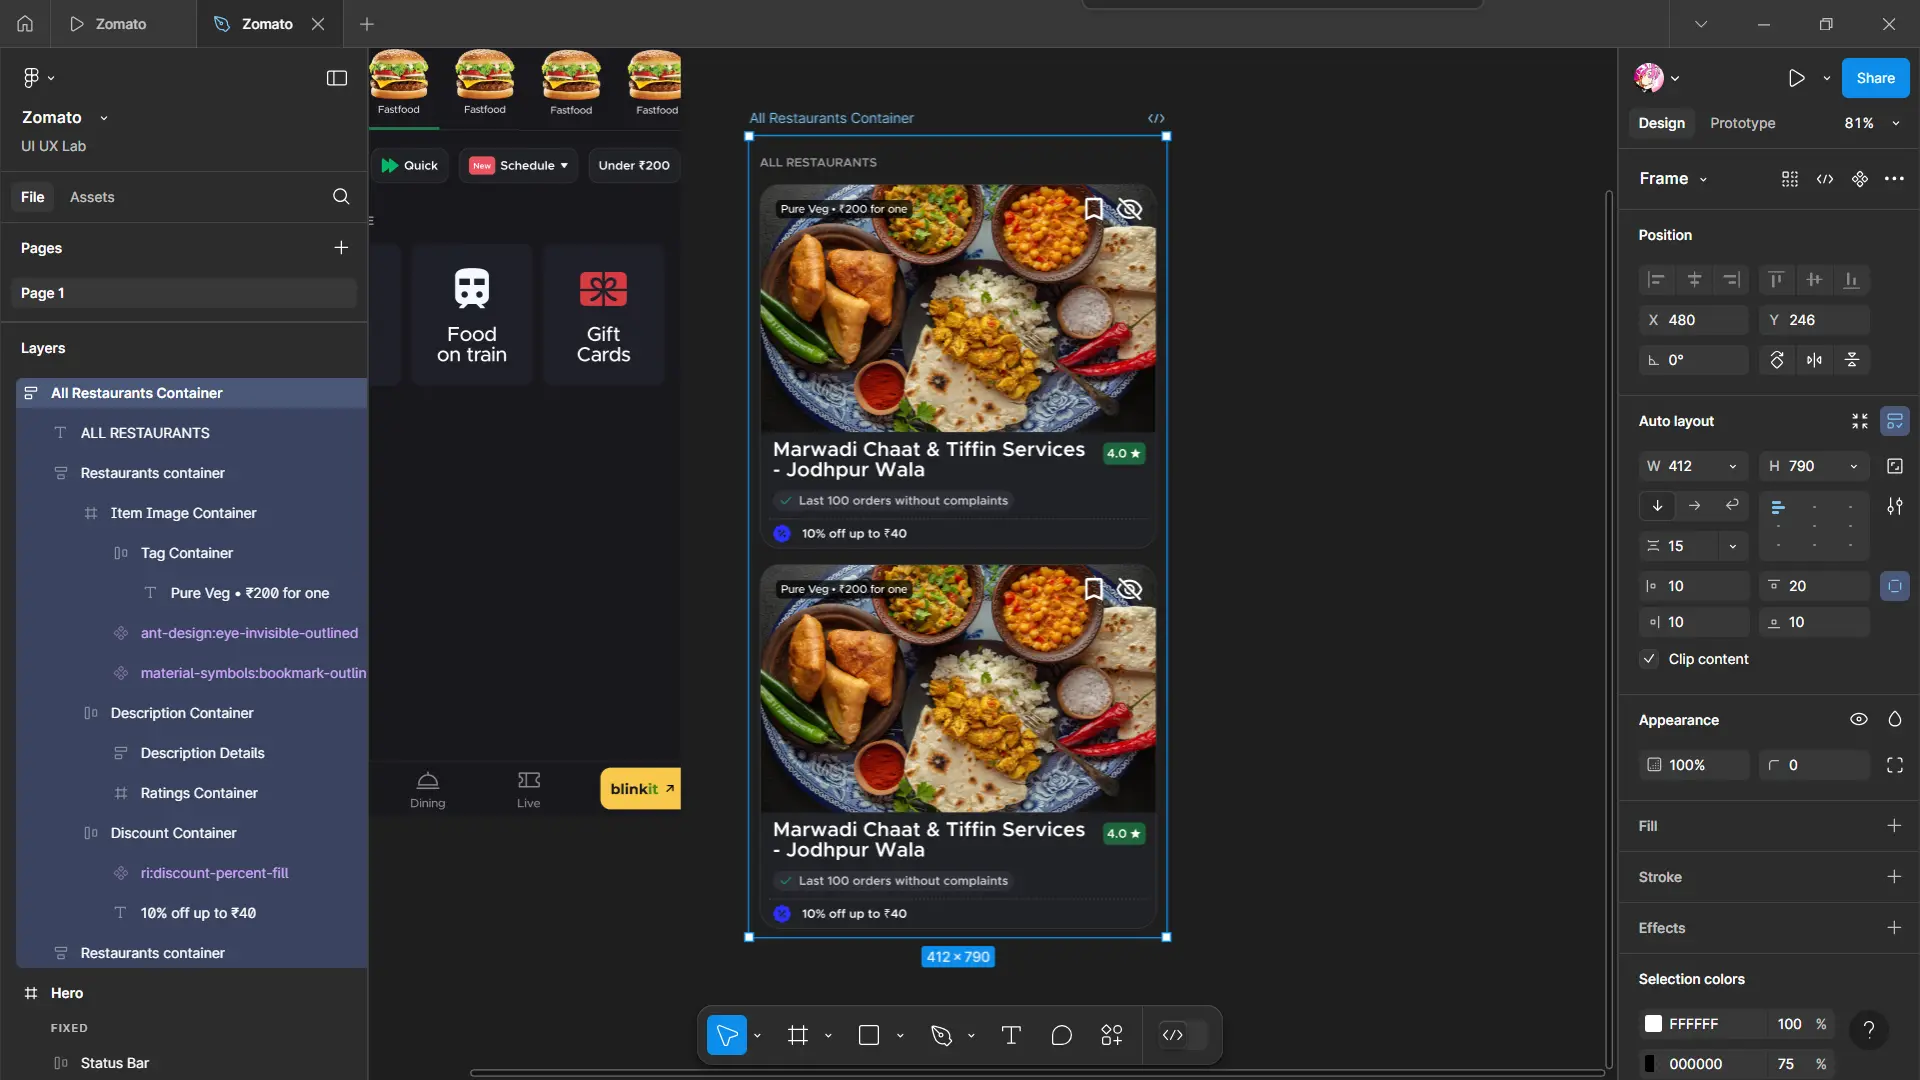 Zomato
Zomato
Zomato
UI UX Lab
File
Assets
Pages
Page 1
Layers
All Restaurants Container
ALL RESTAURANTS
Restaurants container
Item Image Container
Tag Container
Pure Veg • ₹200 for one
ant-design:eye-invisible-outlined
material-symbols:bookmark-outlin
Description Container
Description Details
Ratings Container
Discount Container
ri:discount-percent-fill
10% off up to ₹40
Restaurants container
Hero
FIXED
Status Bar
Fastfood
Fastfood
Fastfood
Fastfood
Quick
New Schedule
Under ₹200
Food
on train
Gift
Cards
Dining
Live
blinkit
All Restaurants Container
ALL RESTAURANTS
Pure Veg • ₹200 for one
Marwadi Chaat & Tiffin Services
- Jodhpur Wala
4.0 ★
Last 100 orders without complaints
10% off up to ₹40
Pure Veg • ₹200 for one
Marwadi Chaat & Tiffin Services
- Jodhpur Wala
4.0 ★
Last 100 orders without complaints
10% off up to ₹40
412 × 790
Share
Design
Prototype
81%
Frame
Position
X 480
Y 246
0°
Auto layout
W 412
H 790
15
10
20
10
10
Clip content
Appearance
100%
0
Fill
Stroke
Effects
Selection colors
FFFFFF 100 %
000000 75 %
?